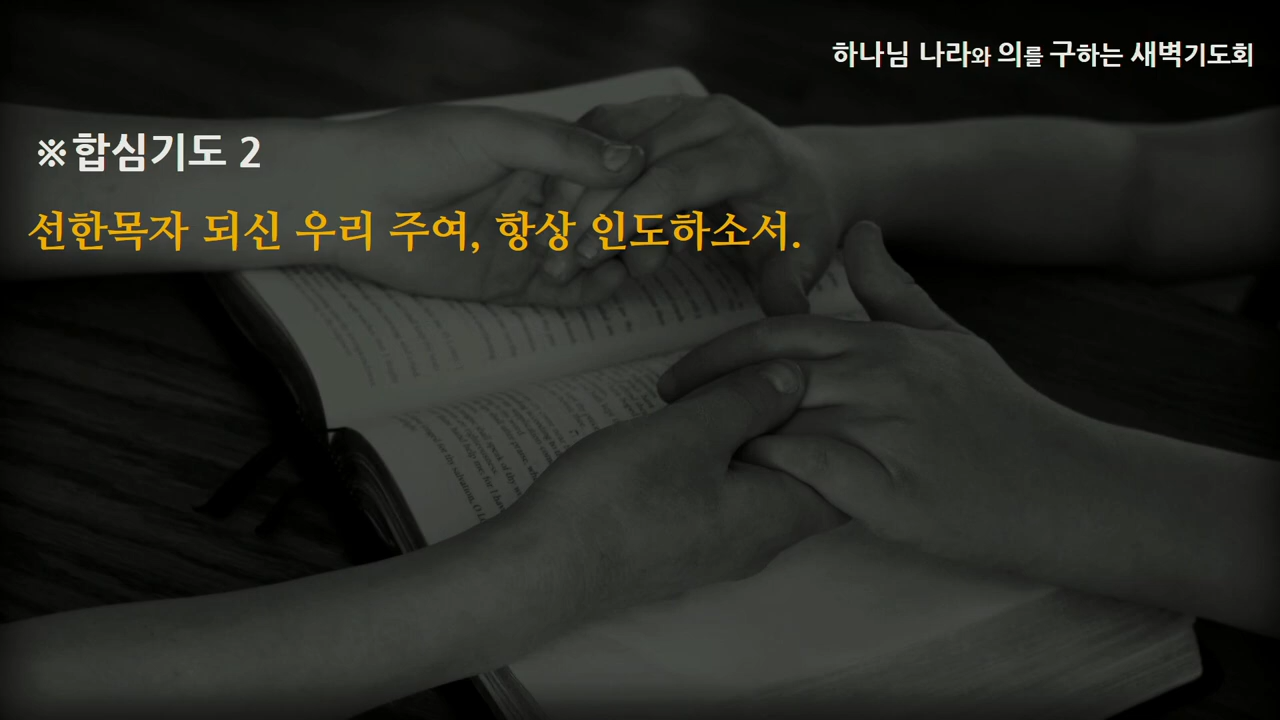 하나님 나라와 의를 구하는 새벽기도회
※합심기도 2
선한목자 되신 우리 주여, 항상 인도하소서.